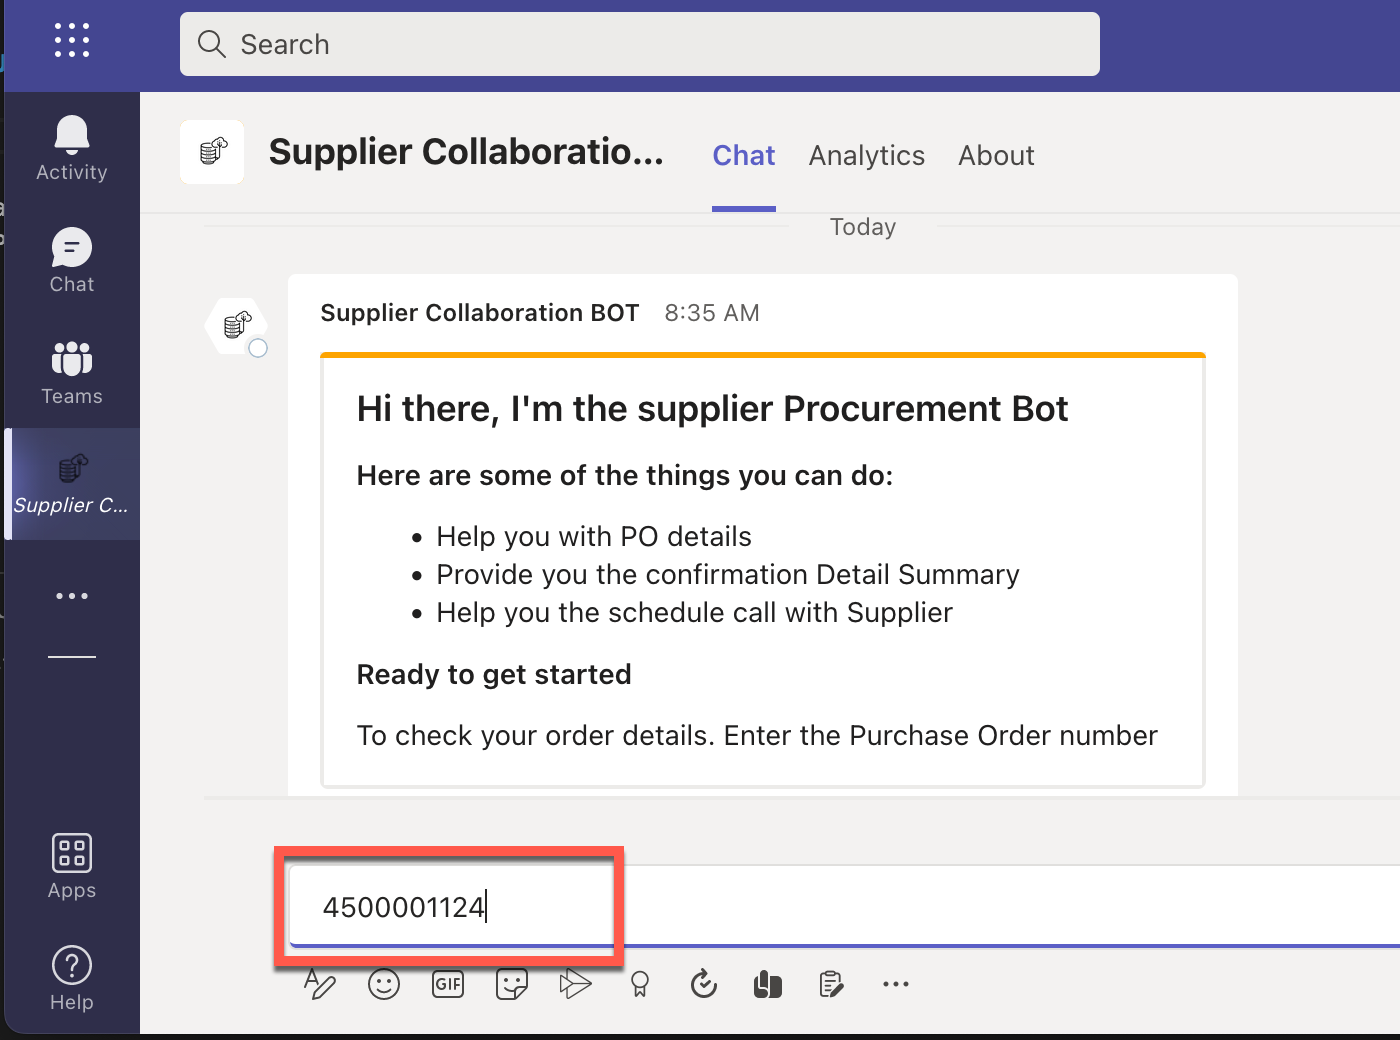 Search
Activity
Chat
Teams
Supplier C...
Apps
Help
Supplier Collaboratio...
Chat
Analytics
About
Today
Supplier Collaboration BOT 8:35 AM
Hi there, I'm the supplier Procurement Bot
Here are some of the things you can do:
• Help you with PO details
• Provide you the confirmation Detail Summary
• Help you the schedule call with Supplier
Ready to get started
To check your order details. Enter the Purchase Order number
4500001124
GIF